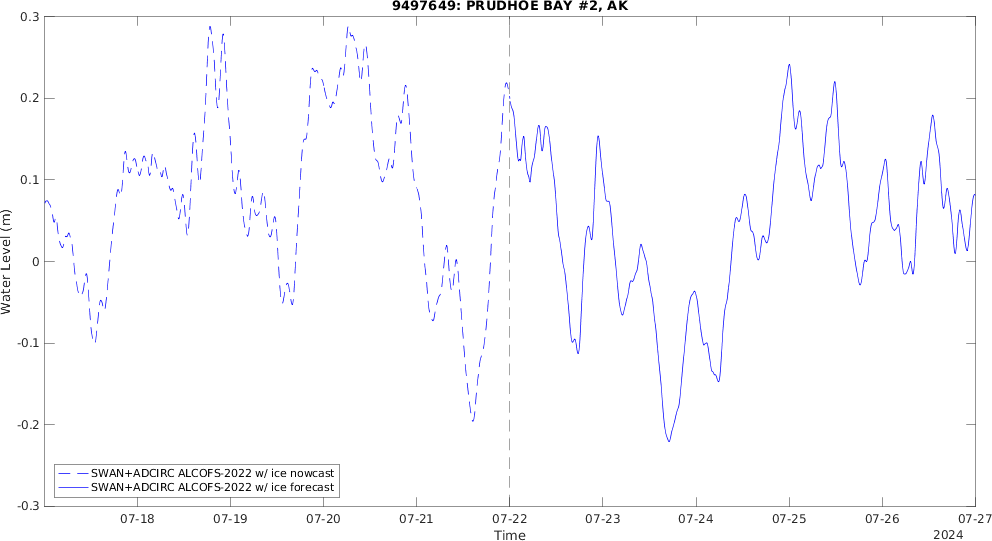 9497649: PRUDHOE BAY #2, AK
Water Level (m)
0.3
0.2
0.1
0
-0.1
-0.2
-0.3
SWAN+ADCIRC ALCOFS-2022 w/ ice nowcast
SWAN+ADCIRC ALCOFS-2022 w/ ice forecast
07-18 07-19 07-20 07-21 07-22 07-23 07-24 07-25 07-26 07-27
Time
2024